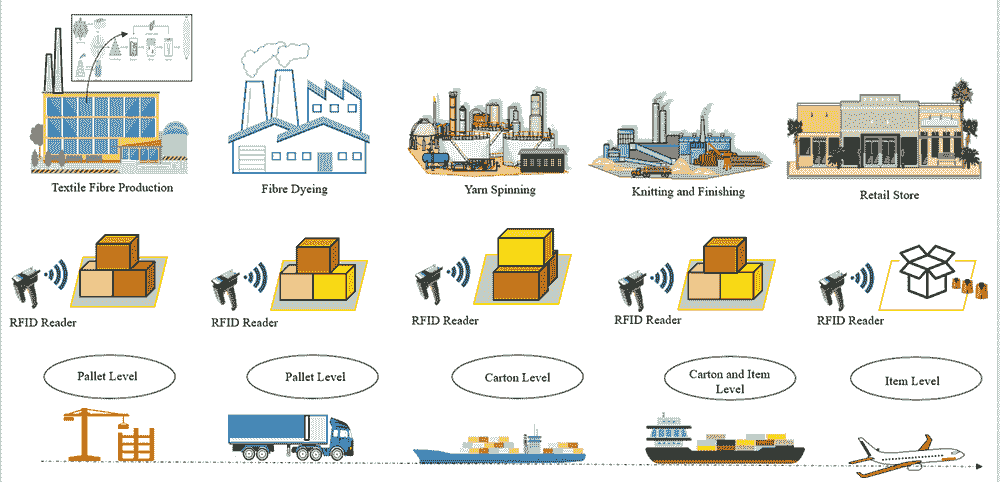 Textile Fibre Production
Fibre Dyeing
Yarn Spinning
Knitting and Finishing
Retail Store
RFID Reader
RFID Reader
RFID Reader
RFID Reader
RFID Reader
Pallet Level
Pallet Level
Carton Level
Carton and Item
Level
Item Level